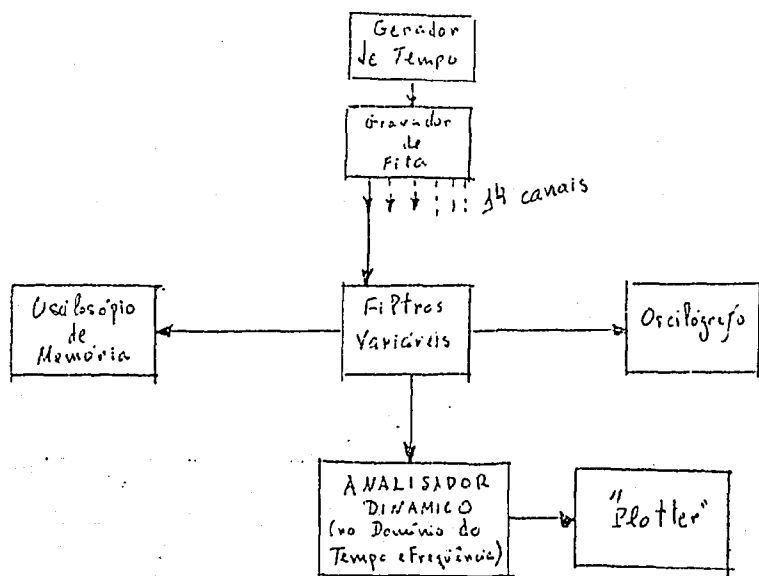 Gerador
de Tempo
Gravador
de
Fita
14 canais
Osciloscópio
de
Memória
Filtros
Variáveis
Oscilógrafo
ANALISADOR
DINAMICO
(no Domínio do
Tempo e Freqüência)
"Plotter"